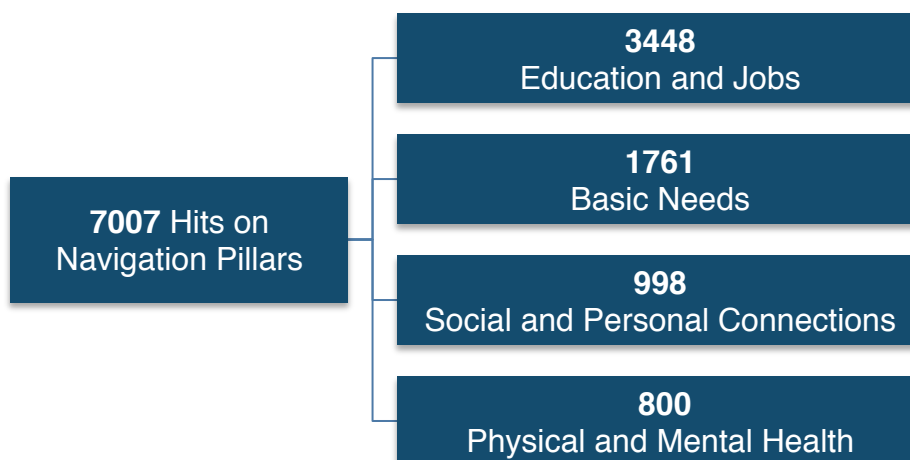 7007 Hits on
Navigation Pillars
3448
Education and Jobs
1761
Basic Needs
998
Social and Personal Connections
800
Physical and Mental Health